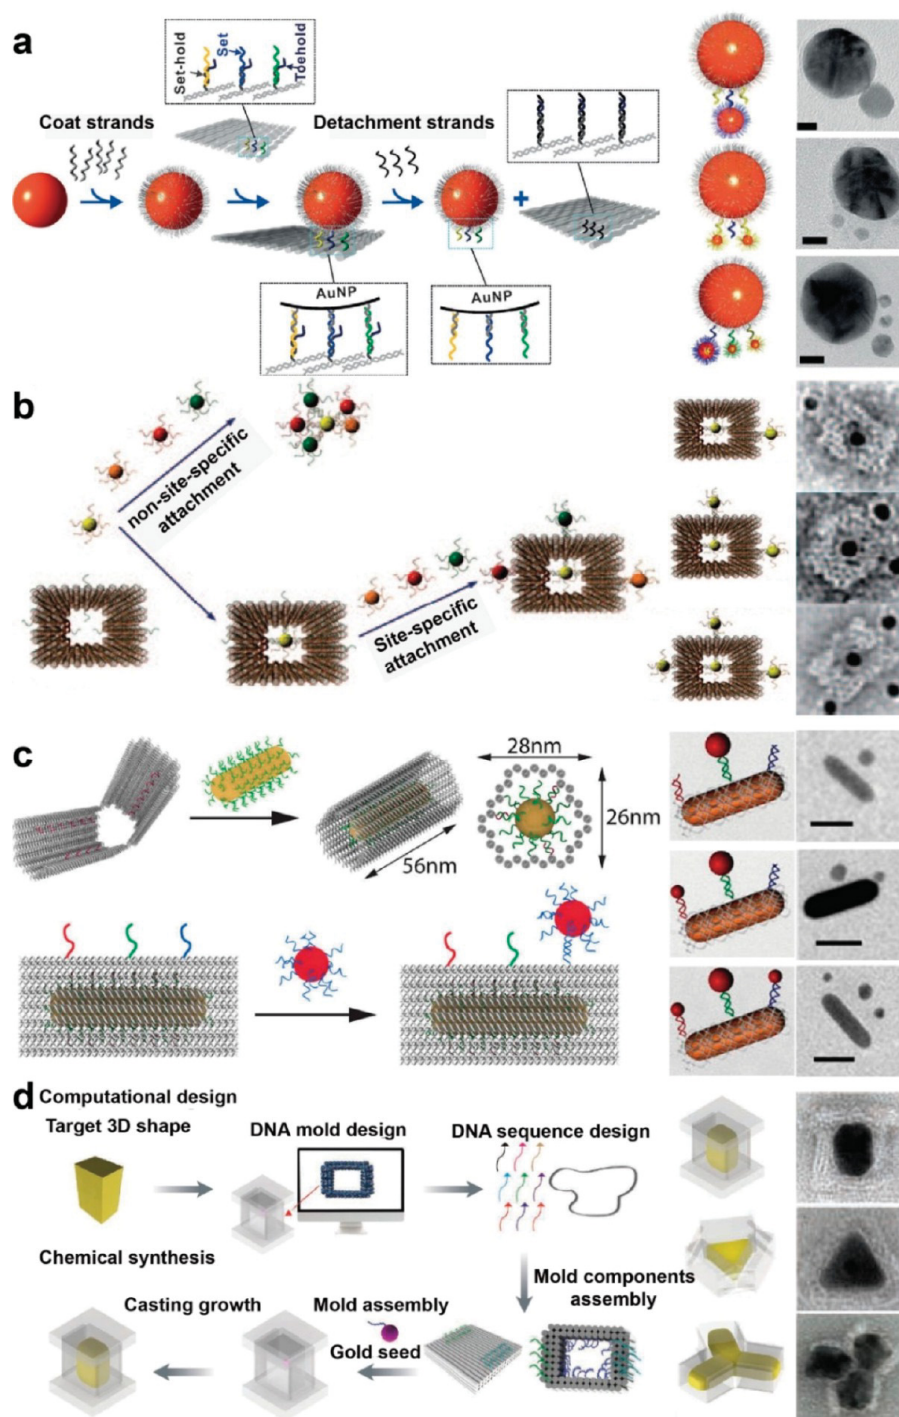 a
Set-hold
Set
Toehold
Coat strands
Detachment strands
AuNP
AuNP
b
non-site-specific
attachment
Site-specific
attachment
c
28nm
26nm
56nm
d
Computational design
Target 3D shape
DNA mold design
DNA sequence design
Chemical synthesis
Mold components
assembly
Casting growth
Mold assembly
Gold seed